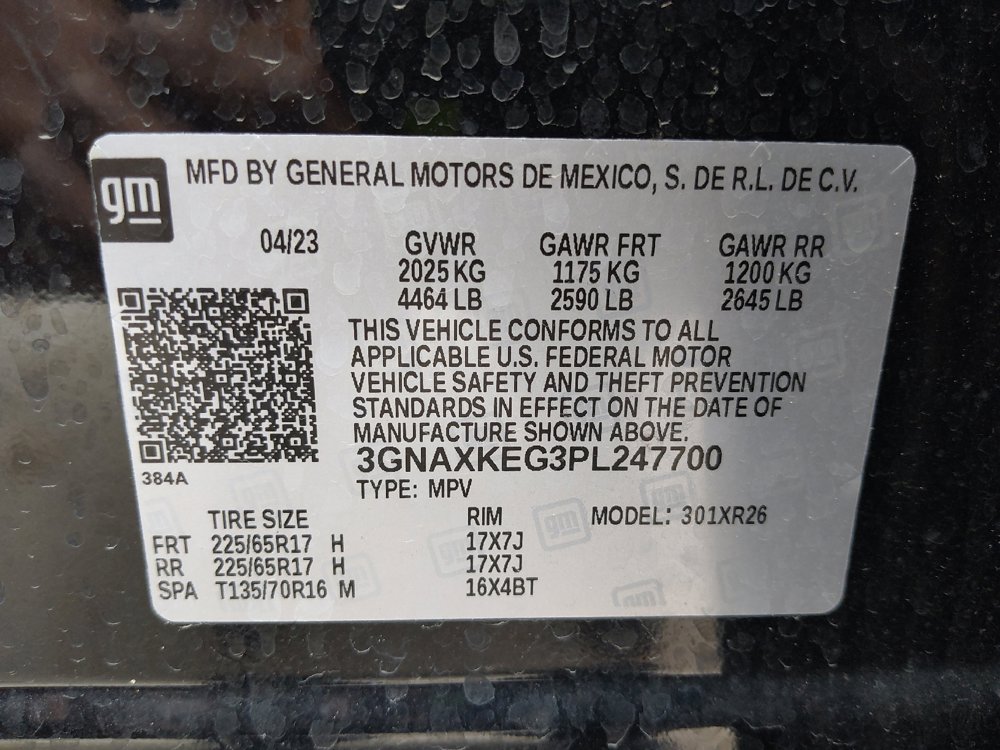 gm
MFD BY GENERAL MOTORS DE MEXICO, S. DE R.L. DE C.V.
04/23 GVWR GAWR FRT GAWR RR
2025 KG 1175 KG 1200 KG
4464 LB 2590 LB 2645 LB
THIS VEHICLE CONFORMS TO ALL
APPLICABLE U.S. FEDERAL MOTOR
VEHICLE SAFETY AND THEFT PREVENTION
STANDARDS IN EFFECT ON THE DATE OF
MANUFACTURE SHOWN ABOVE.
3GNAXKEG3PL247700
384A
TYPE: MPV
TIRE SIZE RIM MODEL: 301XR26
FRT 225/65R17 H 17X7J
RR 225/65R17 H 17X7J
SPA T135/70R16 M 16X4BT